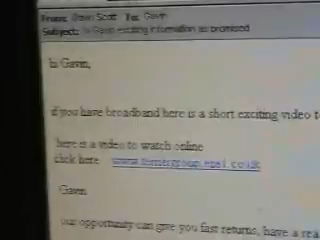 From: Dawn Scott To: Gavin
Subject: hi Gavin exciting information as promised
hi Gavin,
if you have broadband here is a short exciting video t
here is a video to watch online
click here
Gaven
our opportunity can give you fast returns, have a rea